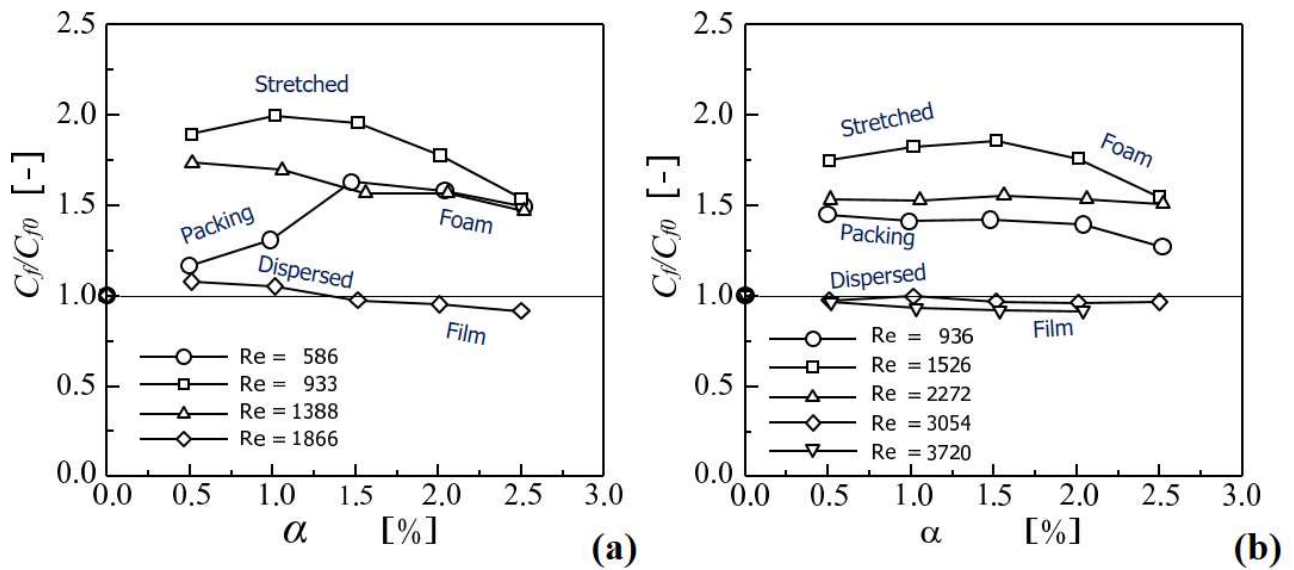 2.5
2.0
1.5
1.0
0.5
0.0
C_f/C_f0 [-]
Stretched
Packing
Foam
Dispersed
Film
Re = 586
Re = 933
Re = 1388
Re = 1866
0.0 0.5 1.0 1.5 2.0 2.5 3.0
α [%]
(a)
2.5
2.0
1.5
1.0
0.5
0.0
C_f/C_f0 [-]
Stretched
Foam
Packing
Dispersed
Film
Re = 936
Re = 1526
Re = 2272
Re = 3054
Re = 3720
0.0 0.5 1.0 1.5 2.0 2.5 3.0
α [%]
(b)